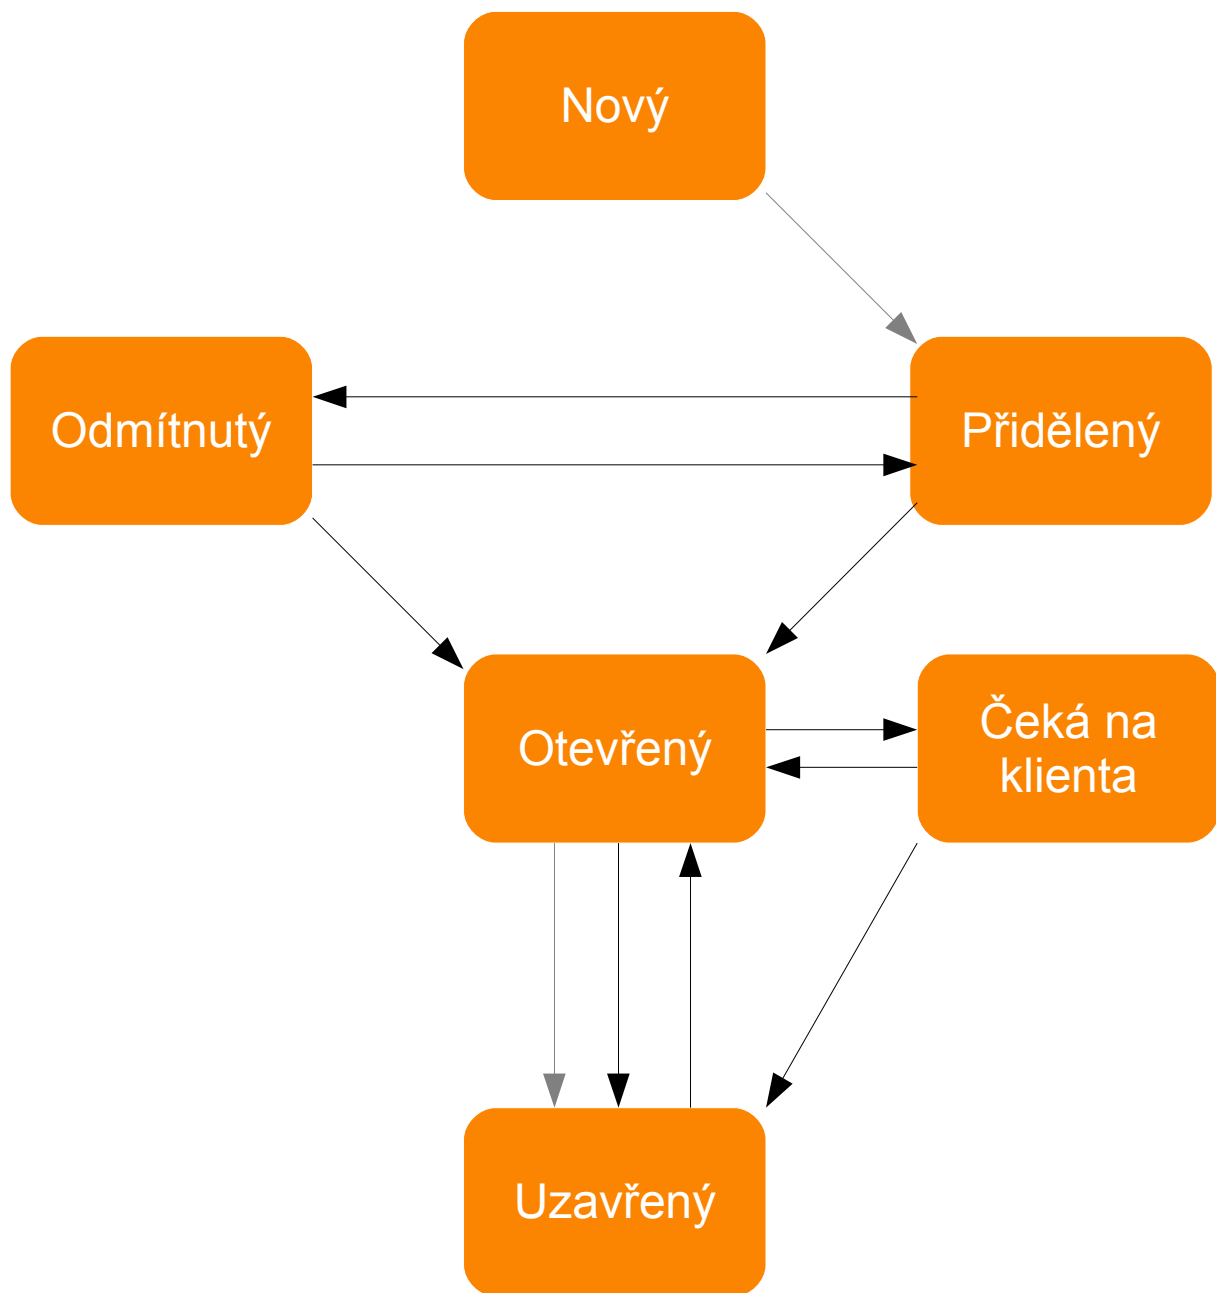 Nový
Odmítnutý
Přidělený
Otevřený
Čeká na
klienta
Uzavřený